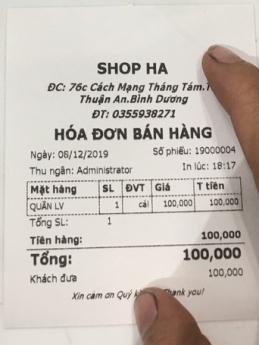 SHOP HA
ĐC: 76c Cách Mạng Tháng Tám.T
Thuận An.Bình Dương
ĐT: 0355938271
HÓA ĐƠN BÁN HÀNG
Ngày: 08/12/2019 Số phiếu: 19000004
Thu ngân: Administrator In lúc: 18:17
Mặt hàng SL ĐVT Giá T tiền
QUẦN LV 1 cái 100,000 100,000
Tổng SL: 1
Tiền hàng: 100,000
Tổng: 100,000
Khách đưa 100,000
Xin cảm ơn Quý Thank you!